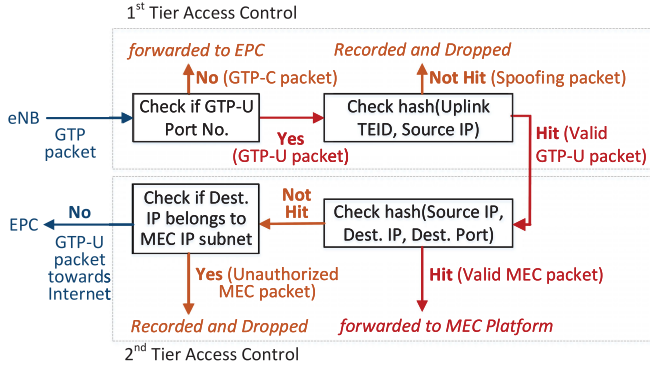 1st Tier Access Control
forwarded to EPC
Recorded and Dropped
No (GTP-C packet)
Not Hit (Spoofing packet)
eNB
GTP
packet
Check if GTP-U
Port No.
Yes
(GTP-U packet)
Check hash(Uplink
TEID, Source IP)
Hit (Valid
GTP-U packet)
EPC
No
GTP-U
packet
towards
Internet
Check if Dest.
IP belongs to
MEC IP subnet
Not
Hit
Check hash(Source IP,
Dest. IP, Dest. Port)
Yes (Unauthorized
MEC packet)
Hit (Valid MEC packet)
Recorded and Dropped
forwarded to MEC Platform
2nd Tier Access Control